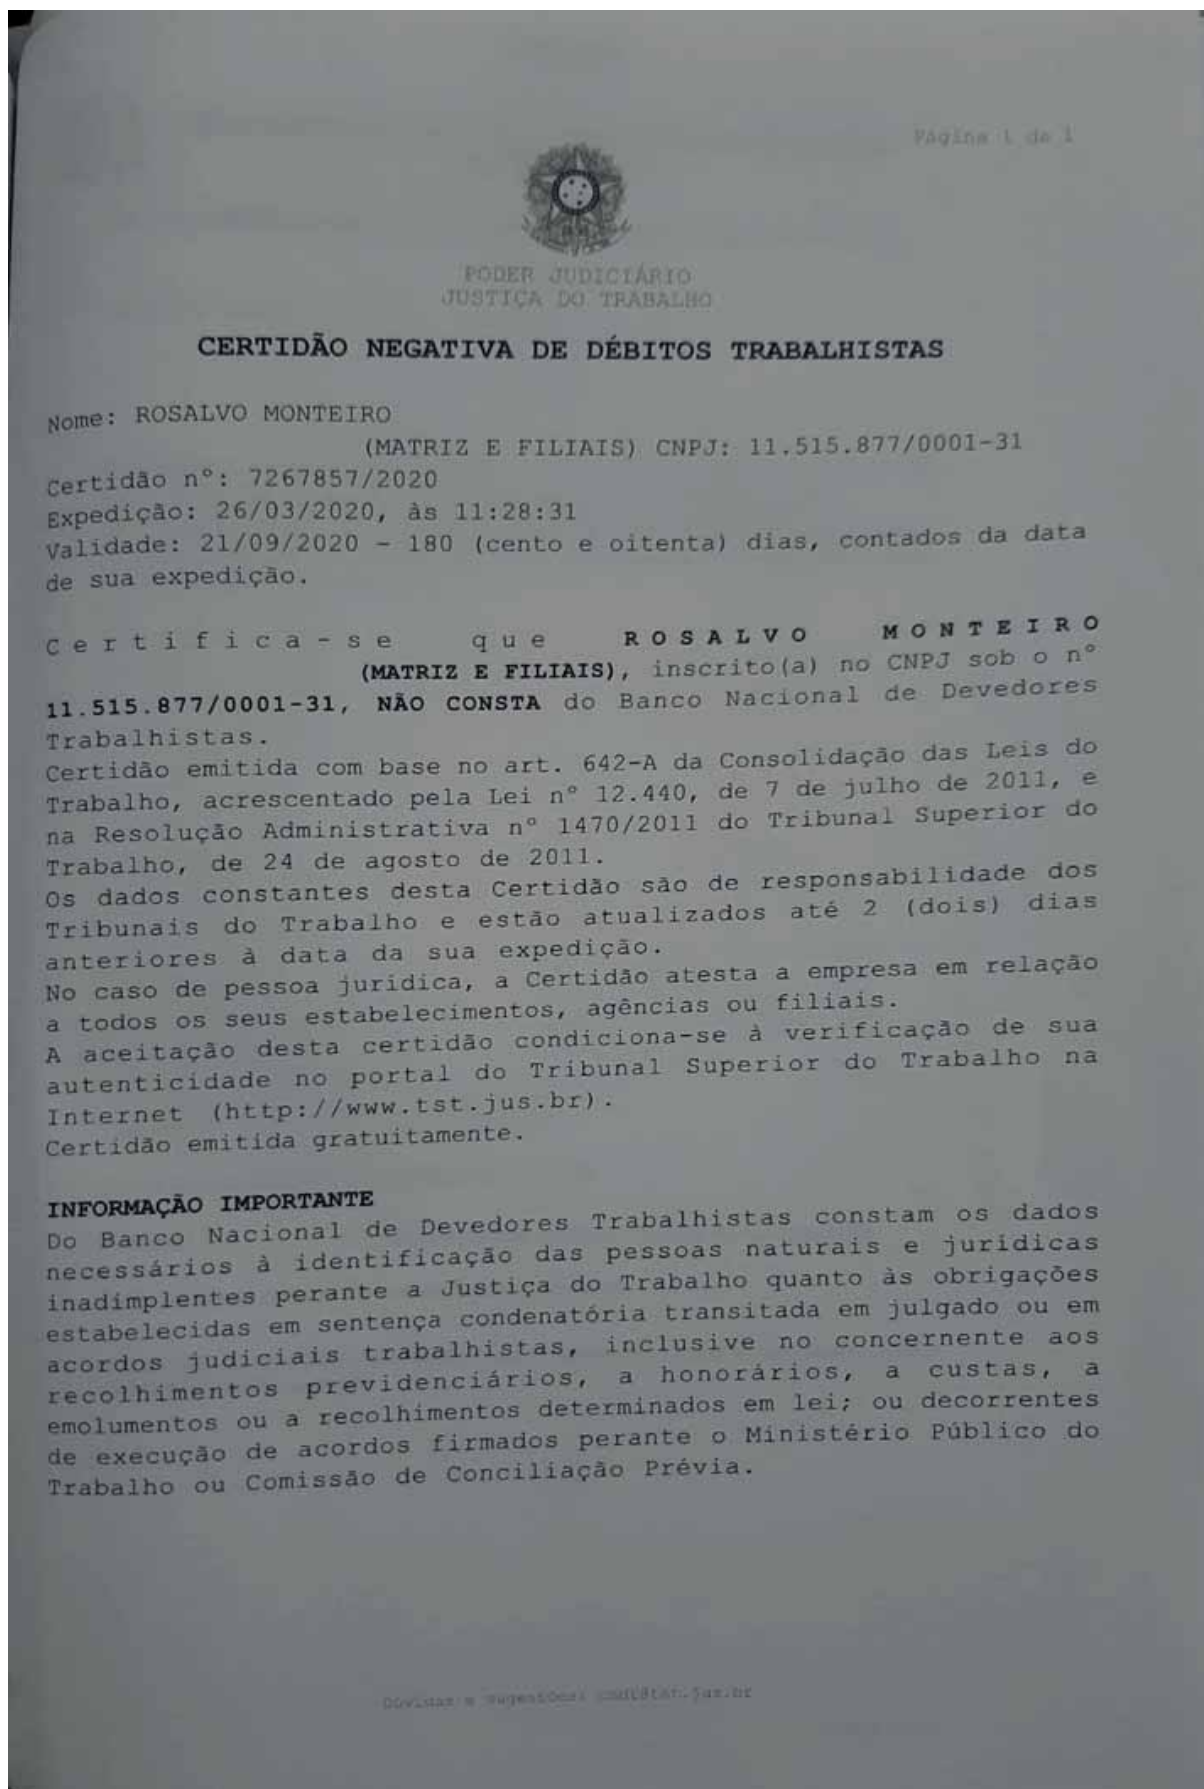 Página 1 de 1
PODER JUDICIÁRIO
JUSTIÇA DO TRABALHO
CERTIDÃO NEGATIVA DE DÉBITOS TRABALHISTAS
Nome: ROSALVO MONTEIRO
(MATRIZ E FILIAIS) CNPJ: 11.515.877/0001-31
Certidão nº: 7267857/2020
Expedição: 26/03/2020, às 11:28:31
Validade: 21/09/2020 - 180 (cento e oitenta) dias, contados da data
de sua expedição.
Certifica-se que ROSALVO MONTEIRO
(MATRIZ E FILIAIS), inscrito(a) no CNPJ sob o nº
11.515.877/0001-31, NÃO CONSTA do Banco Nacional de Devedores
Trabalhistas.
Certidão emitida com base no art. 642-A da Consolidação das Leis do
Trabalho, acrescentado pela Lei nº 12.440, de 7 de julho de 2011, e
na Resolução Administrativa nº 1470/2011 do Tribunal Superior do
Trabalho, de 24 de agosto de 2011.
Os dados constantes desta Certidão são de responsabilidade dos
Tribunais do Trabalho e estão atualizados até 2 (dois) dias
anteriores à data da sua expedição.
No caso de pessoa jurídica, a Certidão atesta a empresa em relação
a todos os seus estabelecimentos, agências ou filiais.
A aceitação desta certidão condiciona-se à verificação de sua
autenticidade no portal do Tribunal Superior do Trabalho na
Internet (http://www.tst.jus.br).
Certidão emitida gratuitamente.
INFORMAÇÃO IMPORTANTE
Do Banco Nacional de Devedores Trabalhistas constam os dados
necessários à identificação das pessoas naturais e jurídicas
inadimplentes perante a Justiça do Trabalho quanto às obrigações
estabelecidas em sentença condenatória transitada em julgado ou em
acordos judiciais trabalhistas, inclusive no concernente aos
recolhimentos previdenciários, a honorários, a custas, a
emolumentos ou a recolhimentos determinados em lei; ou decorrentes
de execução de acordos firmados perante o Ministério Público do
Trabalho ou Comissão de Conciliação Prévia.
Dúvidas e sugestões: cndt@tst.jus.br